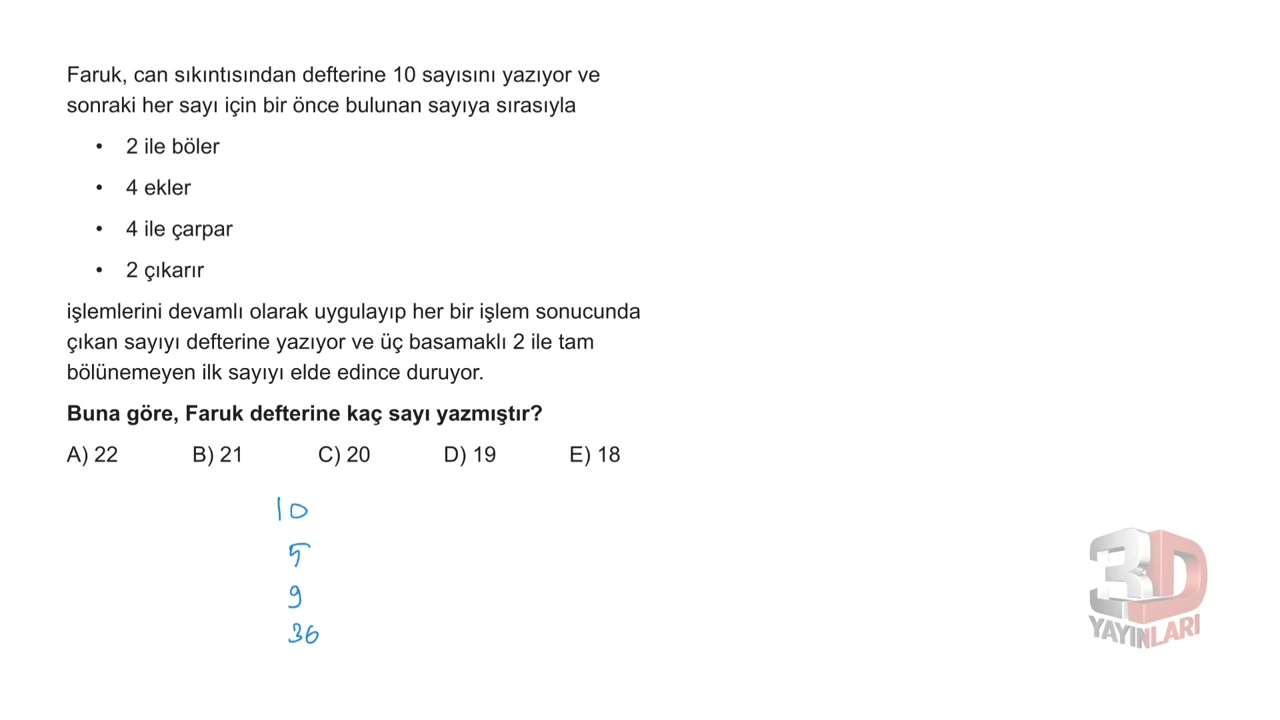 Faruk, can sıkıntısından defterine 10 sayısını yazıyor ve
sonraki her sayı için bir önce bulunan sayıya sırasıyla
• 2 ile böler
• 4 ekler
• 4 ile çarpar
• 2 çıkarır
işlemlerini devamlı olarak uygulayıp her bir işlem sonucunda
çıkan sayıyı defterine yazıyor ve üç basamaklı 2 ile tam
bölünemeyen ilk sayıyı elde edince duruyor.
Buna göre, Faruk defterine kaç sayı yazmıştır?
A) 22 B) 21 C) 20 D) 19 E) 18
10
5
9
36
3D
YAYINLARI